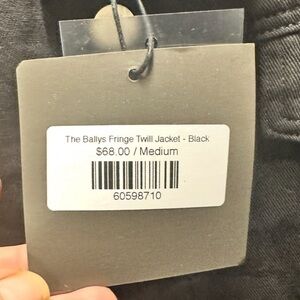 The Ballys Fringe Twill Jacket - Black
$68.00 / Medium
60598710